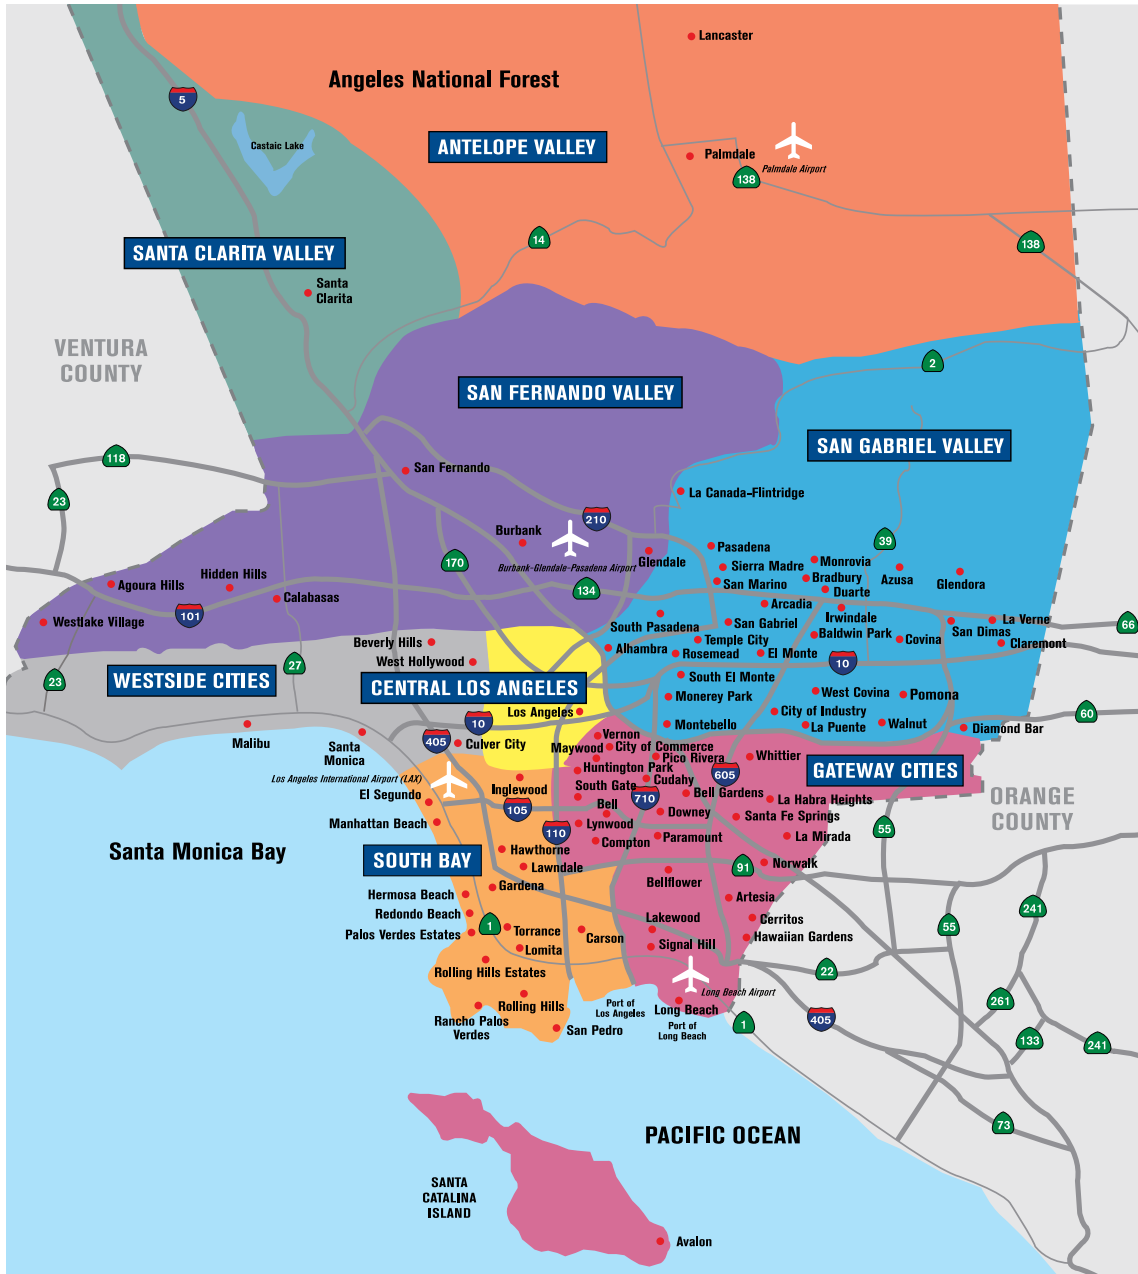 Lancaster
Angeles National Forest
5
Castaic Lake
ANTELOPE VALLEY
Palmdale
Palmdale Airport
138
14
138
SANTA CLARITA VALLEY
Santa
Clarita
VENTURA
COUNTY
2
SAN FERNANDO VALLEY
SAN GABRIEL VALLEY
118
San Fernando
23
La Canada-Flintridge
210
Burbank
39
Burbank-Glendale-Pasadena Airport
170
Glendale
Pasadena
Sierra Madre
Monrovia
Bradbury
Azusa
Glendora
Agoura Hills
Hidden Hills
Calabasas
134
San Marino
Duarte
101
Westlake Village
Arcadia
Irwindale
South Pasadena
San Gabriel
Baldwin Park
Covina
San Dimas
La Verne
66
Claremont
Beverly Hills
Temple City
Alhambra
Rosemead
El Monte
10
West Hollywood
27
23
WESTSIDE CITIES
CENTRAL LOS ANGELES
South El Monte
Monerey Park
West Covina
Pomona
Los Angeles
City of Industry
60
10
Malibu
Santa
Monica
405
Culver City
Montebello
La Puente
Walnut
Diamond Bar
Vernon
Maywood
City of Commerce
Pico Rivera
Whittier
Los Angeles International Airport (LAX)
Huntington Park
605
GATEWAY CITIES
Inglewood
South Gate
Cudahy
El Segundo
Bell
710
Bell Gardens
La Habra Heights
ORANGE
COUNTY
105
Downey
Santa Fe Springs
Manhattan Beach
110
Lynwood
55
Compton
Paramount
La Mirada
Santa Monica Bay
SOUTH BAY
Hawthorne
Lawndale
91
Norwalk
Gardena
Bellflower
Hermosa Beach
Artesia
Redondo Beach
1
Lakewood
Cerritos
241
Palos Verdes Estates
Torrance
Carson
Hawaiian Gardens
55
Lomita
Signal Hill
Rolling Hills Estates
22
Long Beach Airport
Rolling Hills
Port of
Los Angeles
Long Beach
261
Rancho Palos
Verdes
San Pedro
Port of
Long Beach
1
405
133
241
73
PACIFIC OCEAN
SANTA
CATALINA
ISLAND
Avalon